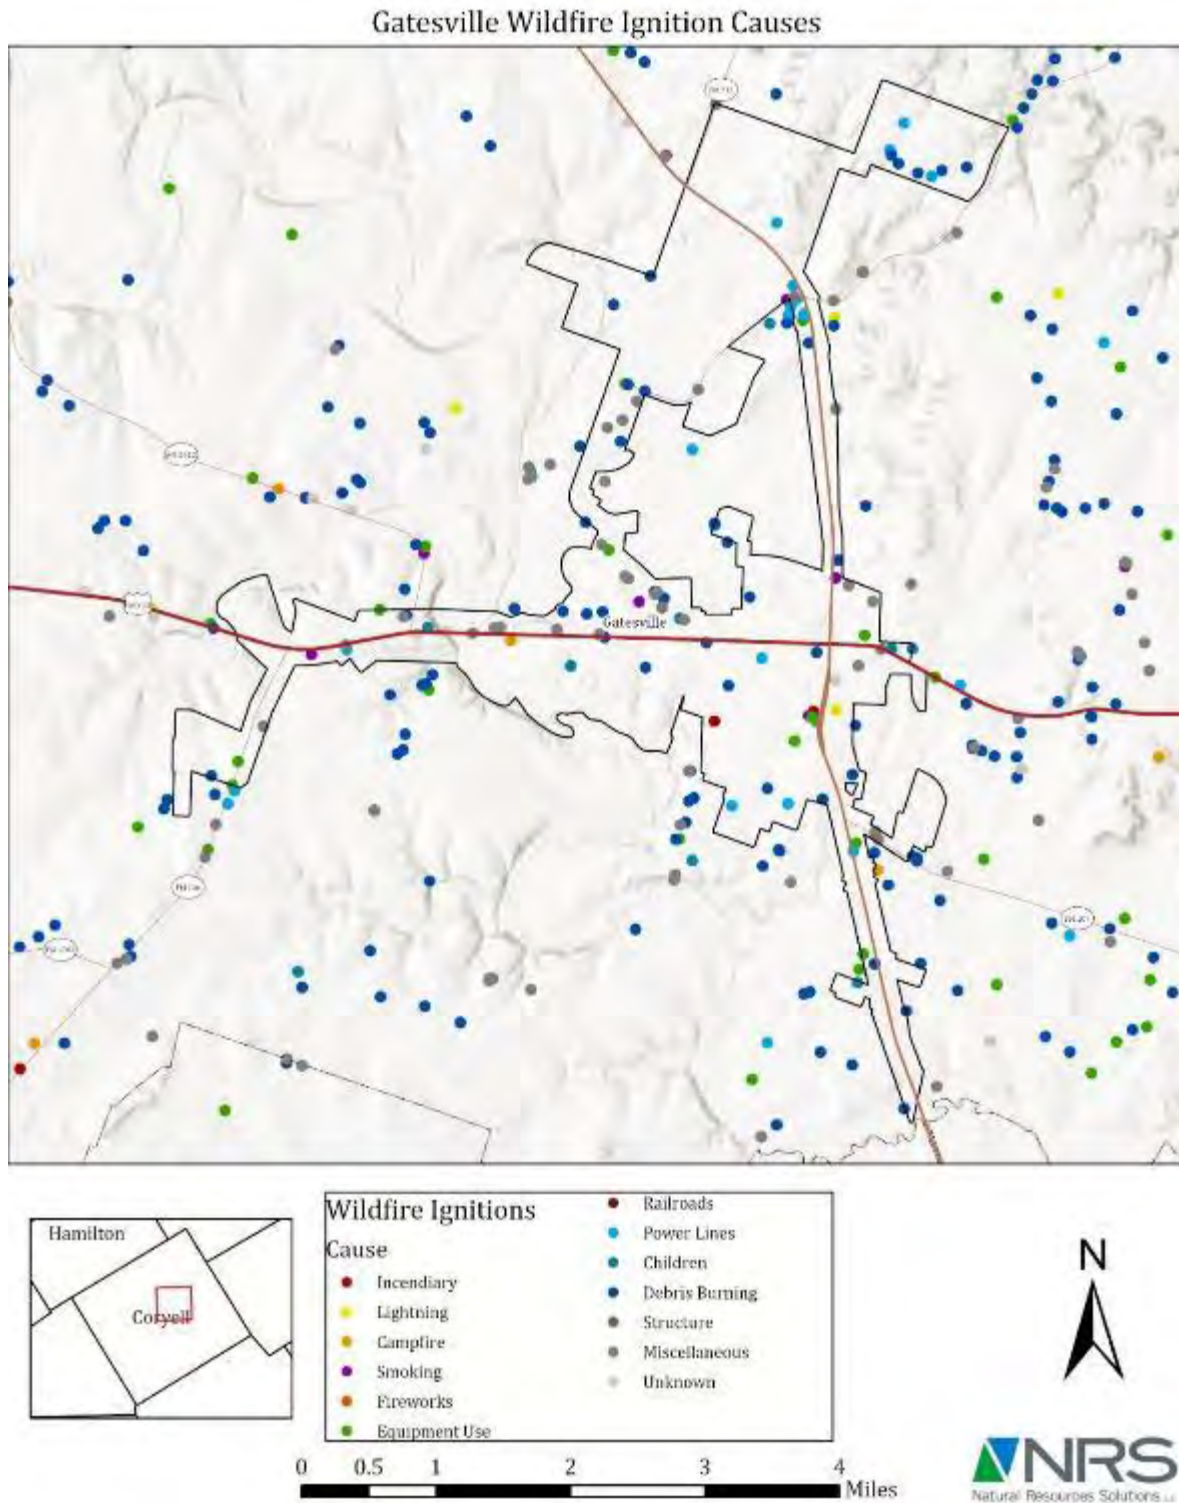 Gatesville Wildfire Ignition Causes
Gatesville
Hamilton
Coryell
Wildfire Ignitions
Cause
Incendiary
Lightning
Campfire
Smoking
Fireworks
Equipment Use
Railroads
Power Lines
Children
Debris Burning
Structure
Miscellaneous
Unknown
N
0 0.5 1 2 3 4
Miles
NRS
Natural Resources Solutions